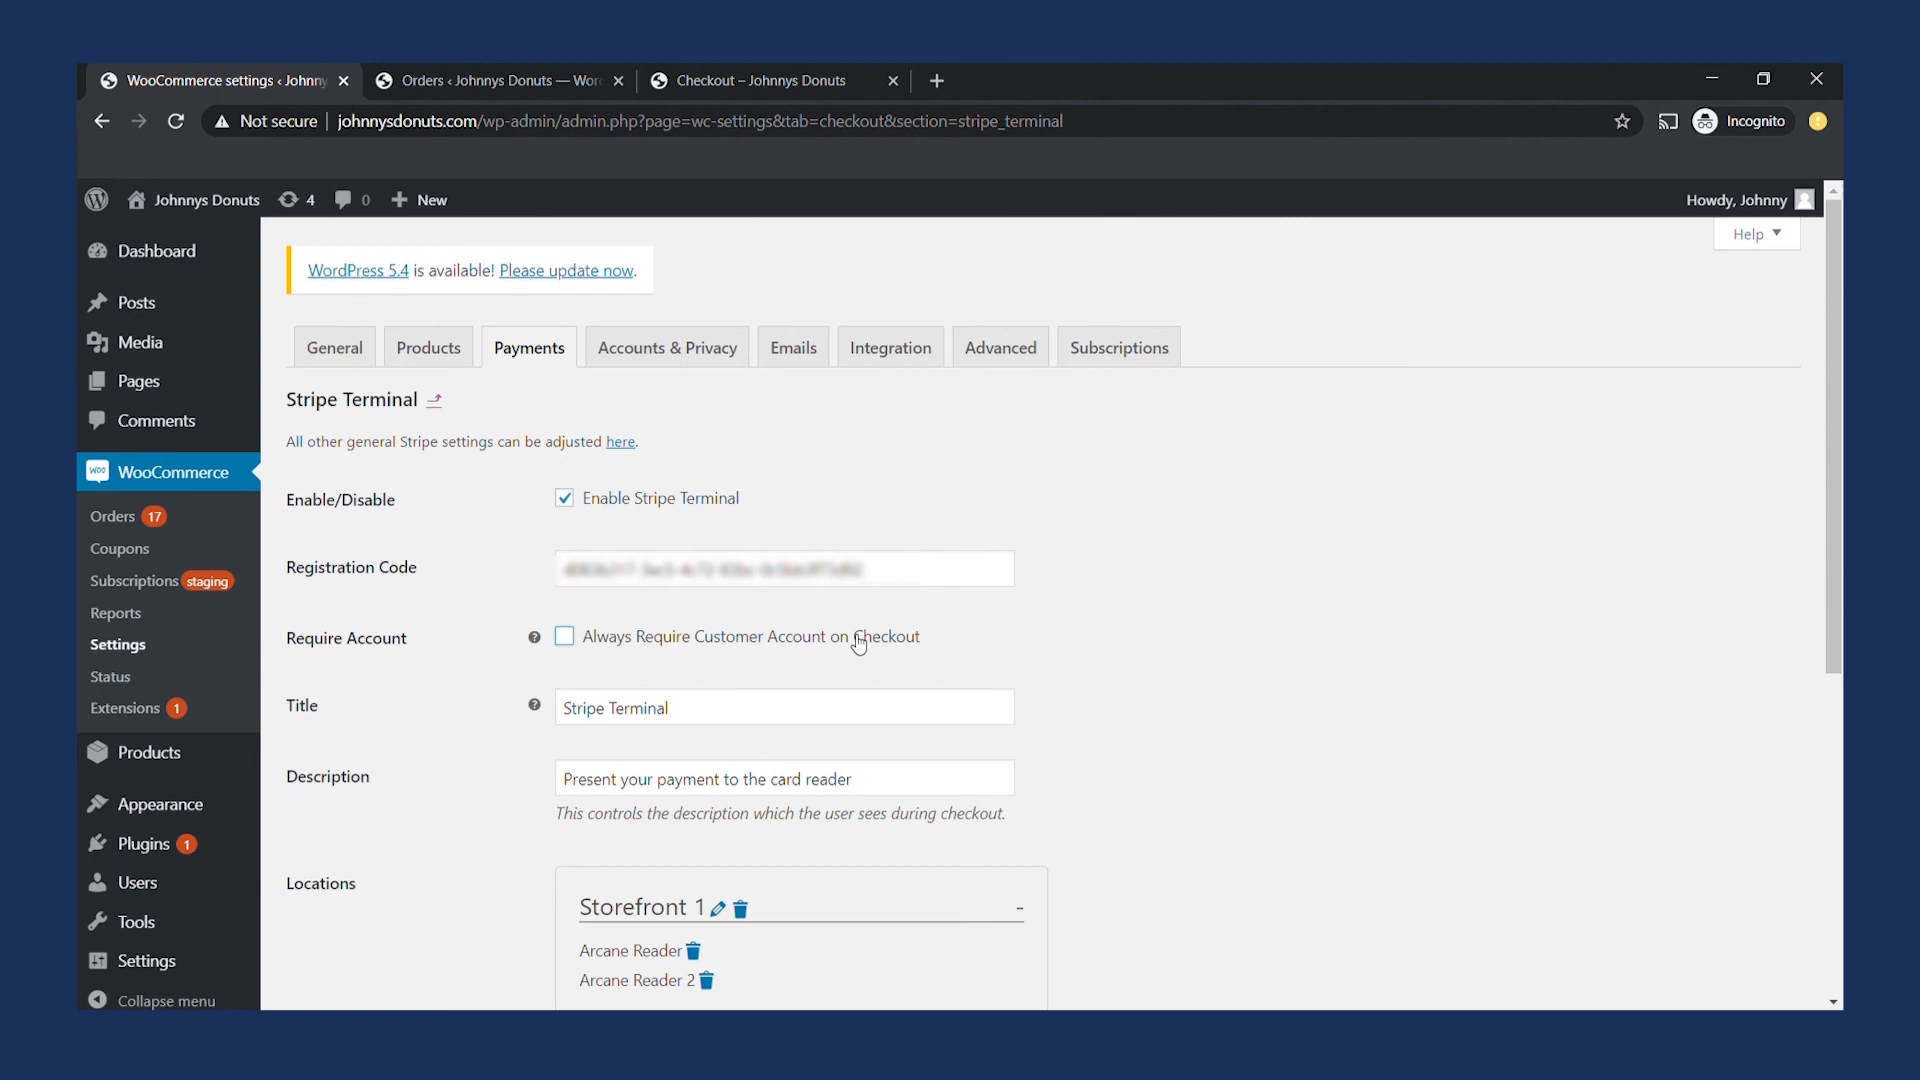 WooCommerce settings ‹ Johnny
Orders ‹ Johnnys Donuts — Wor
Checkout – Johnnys Donuts
Not secure
johnnysdonuts.com/wp-admin/admin.php?page=wc-settings&tab=checkout&section=stripe_terminal
Incognito
Johnnys Donuts 4 0 New
Howdy, Johnny
Help
Dashboard
Posts
Media
Pages
Comments
woo WooCommerce
Orders 17
Coupons
Subscriptions staging
Reports
Settings
Status
Extensions 1
Products
Appearance
Plugins 1
Users
Tools
Settings
Collapse menu
WordPress 5.4 is available! Please update now.
General Products Payments Accounts & Privacy Emails Integration Advanced Subscriptions
Stripe Terminal
All other general Stripe settings can be adjusted here.
Enable/Disable
Enable Stripe Terminal
Registration Code
Require Account
Always Require Customer Account on Checkout
Title
Stripe Terminal
Description
Present your payment to the card reader
This controls the description which the user sees during checkout.
Locations
Storefront 1 -
Arcane Reader
Arcane Reader 2